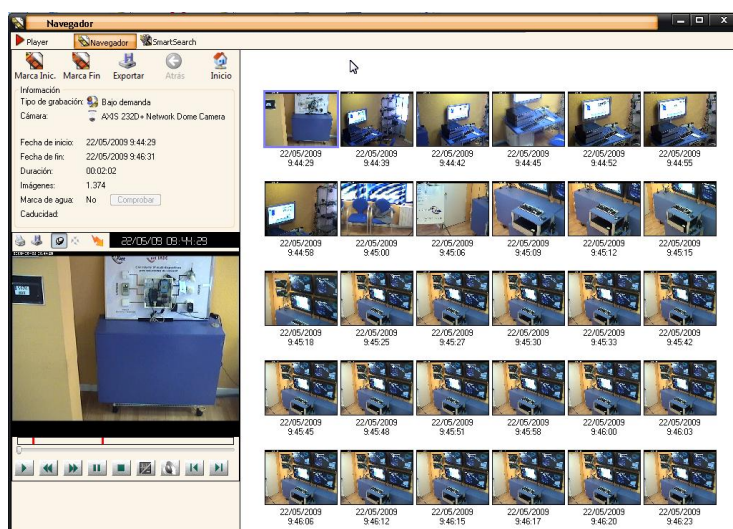 Navegador
Player Navegador SmartSearch
Marca Inic. Marca Fin Exportar Atrás Inicio
Información
Tipo de grabación: Bajo demanda
Cámara: AXIS 232D+ Network Dome Camera
Fecha de inicio: 22/05/2009 9:44:29
Fecha de fin: 22/05/2009 9:46:31
Duración: 00:02:02
Imágenes: 1.374
Marca de agua: No Comprobar
Caducidad:
22/05/09 09:44:29
22/05/2009 22/05/2009 22/05/2009 22/05/2009 22/05/2009 22/05/2009
9:44:29 9:44:39 9:44:42 9:44:45 9:44:52 9:44:55
22/05/2009 22/05/2009 22/05/2009 22/05/2009 22/05/2009 22/05/2009
9:44:58 9:45:00 9:45:06 9:45:09 9:45:12 9:45:15
22/05/2009 22/05/2009 22/05/2009 22/05/2009 22/05/2009 22/05/2009
9:45:18 9:45:25 9:45:27 9:45:30 9:45:33 9:45:42
22/05/2009 22/05/2009 22/05/2009 22/05/2009 22/05/2009 22/05/2009
9:45:45 9:45:48 9:45:51 9:45:58 9:46:00 9:46:03
22/05/2009 22/05/2009 22/05/2009 22/05/2009 22/05/2009 22/05/2009
9:46:06 9:46:12 9:46:15 9:46:17 9:46:20 9:46:23